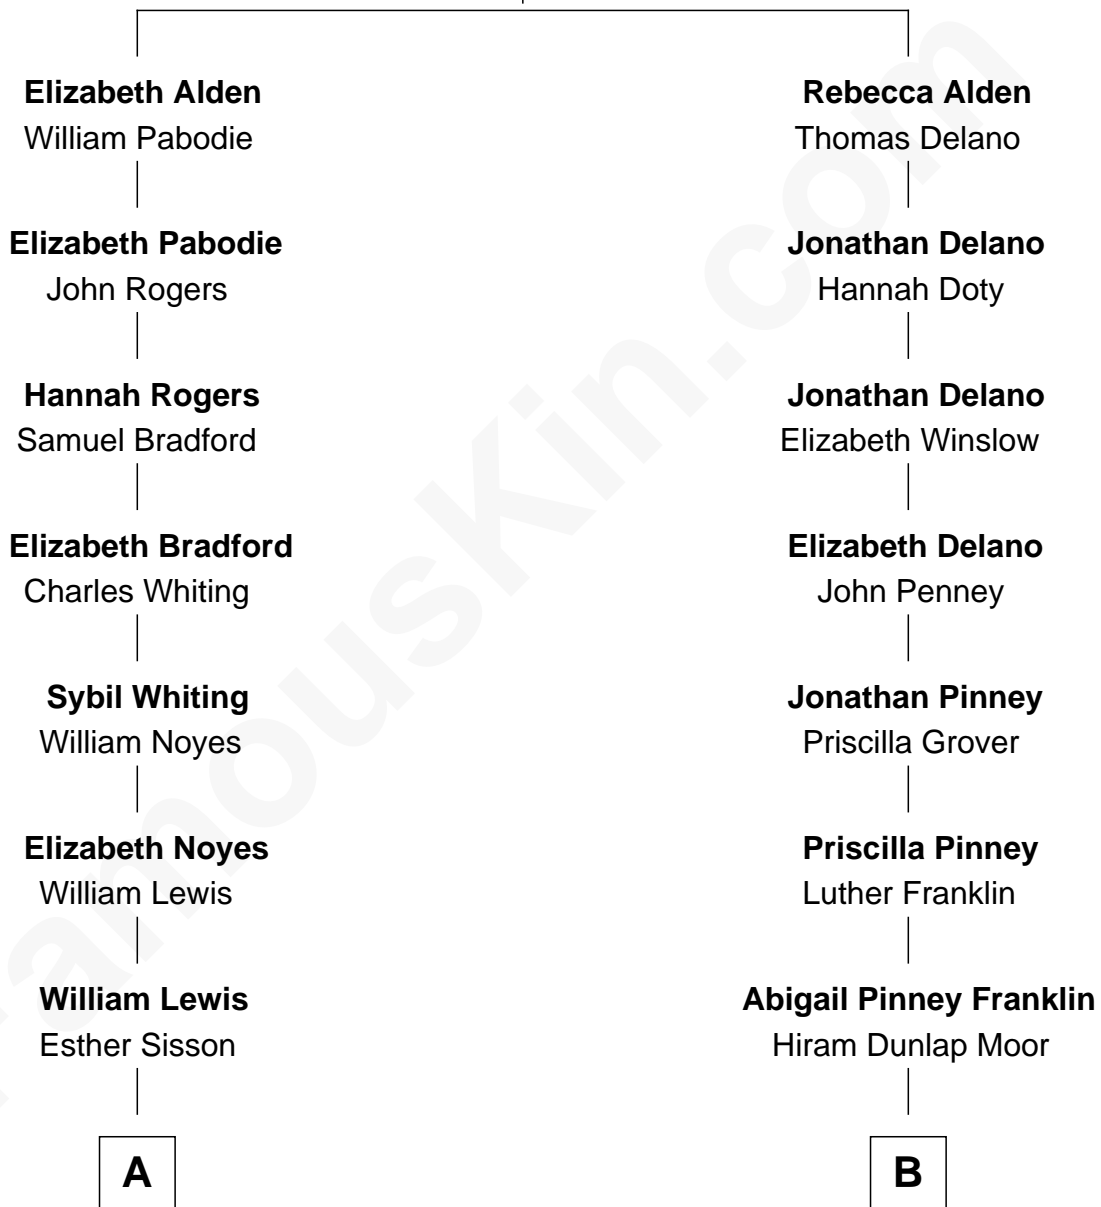 Elizabeth Alden
William Pabodie
Rebecca Alden
Thomas Delano
Elizabeth Pabodie
John Rogers
Jonathan Delano
Hannah Doty
Hannah Rogers
Samuel Bradford
Jonathan Delano
Elizabeth Winslow
Elizabeth Bradford
Charles Whiting
Elizabeth Delano
John Penney
Sybil Whiting
William Noyes
Jonathan Pinney
Priscilla Grover
Elizabeth Noyes
William Lewis
Priscilla Pinney
Luther Franklin
William Lewis
Esther Sisson
Abigail Pinney Franklin
Hiram Dunlap Moor
A
B
FamousKin.com